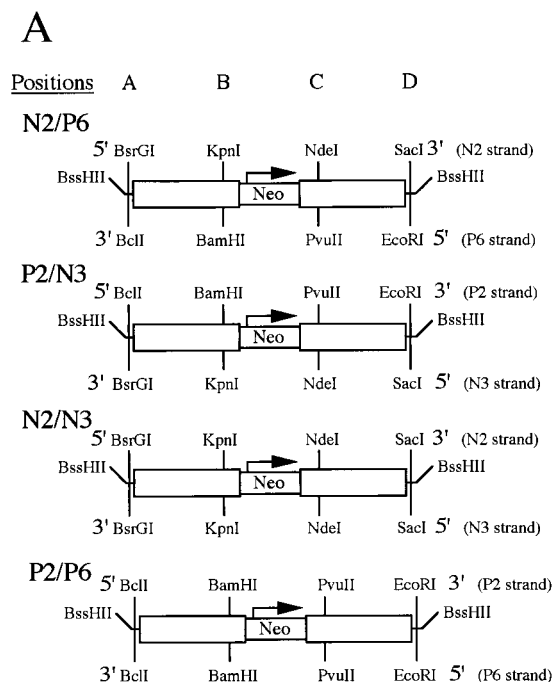 A
Positions A B C D
N2/P6
5' BsrGI KpnI NdeI SacI 3' (N2 strand)
BssHII BssHII
Neo
3' BclI BamHI PvuII EcoRI 5' (P6 strand)
P2/N3
5' BclI BamHI PvuII EcoRI 3' (P2 strand)
BssHII BssHII
Neo
3' BsrGI KpnI NdeI SacI 5' (N3 strand)
N2/N3
5' BsrGI KpnI NdeI SacI 3' (N2 strand)
BssHII BssHII
Neo
3' BsrGI KpnI NdeI SacI 5' (N3 strand)
P2/P6
5' BclI BamHI PvuII EcoRI 3' (P2 strand)
BssHII BssHII
Neo
3' BclI BamHI PvuII EcoRI 5' (P6 strand)